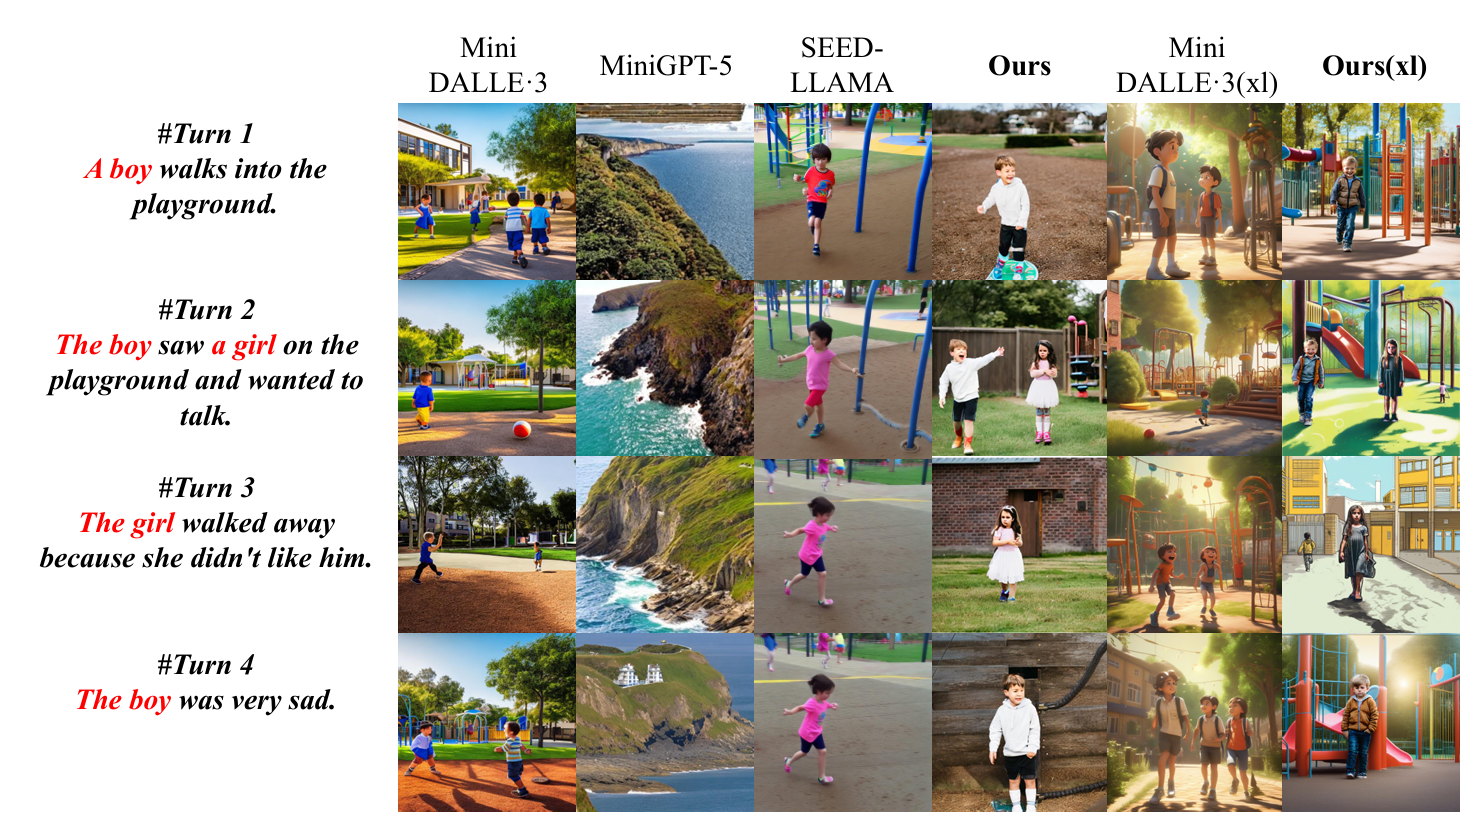 Mini
DALLE·3
MiniGPT-5
SEED-
LLAMA
Ours
Mini
DALLE·3(xl)
Ours(xl)
#Turn 1
A boy walks into the
playground.
#Turn 2
The boy saw a girl on the
playground and wanted to
talk.
#Turn 3
The girl walked away
because she didn't like him.
#Turn 4
The boy was very sad.